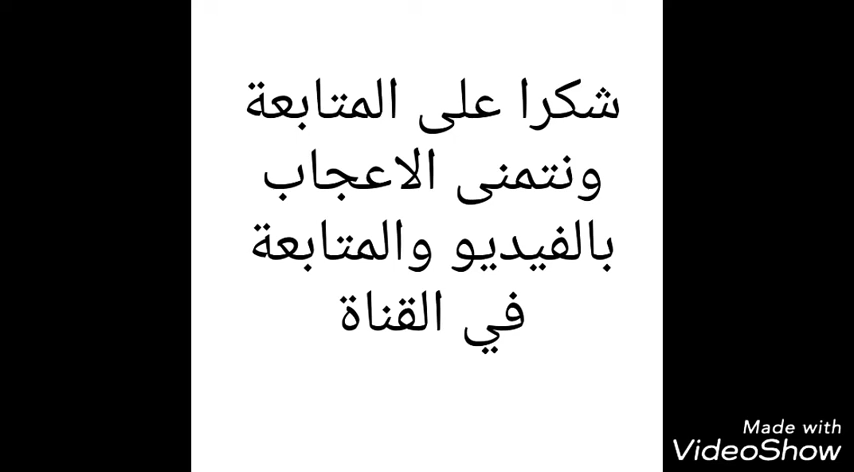 شكرا على المتابعة
ونتمنى الاعجاب
بالفيديو والمتابعة
في القناة
Made with
VideoShow